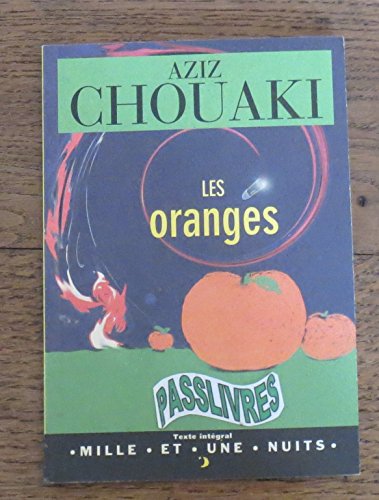 AZIZ
CHOUAKI
LES
oranges
PASSLIVRES
Texte intégral
• MILLE • ET • UNE • NUITS •